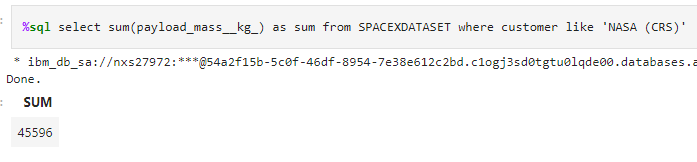 %sql select sum(payload_mass__kg_) as sum from SPACEXDATASET where customer like 'NASA (CRS)'
* ibm_db_sa://nxs27972:***@54a2f15b-5c0f-46df-8954-7e38e612c2bd.c1ogj3sd0tgtu0lqde00.databases.a
Done.
SUM
45596